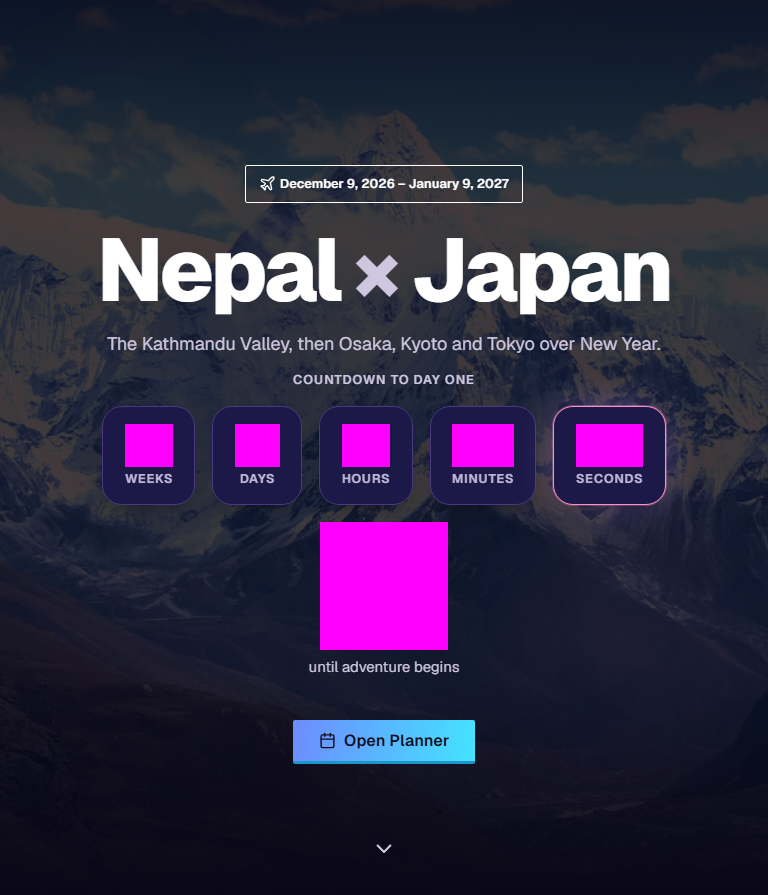 December 9, 2026 – January 9, 2027
Nepal × Japan
The Kathmandu Valley, then Osaka, Kyoto and Tokyo over New Year.
COUNTDOWN TO DAY ONE
WEEKS
DAYS
HOURS
MINUTES
SECONDS
until adventure begins
Open Planner